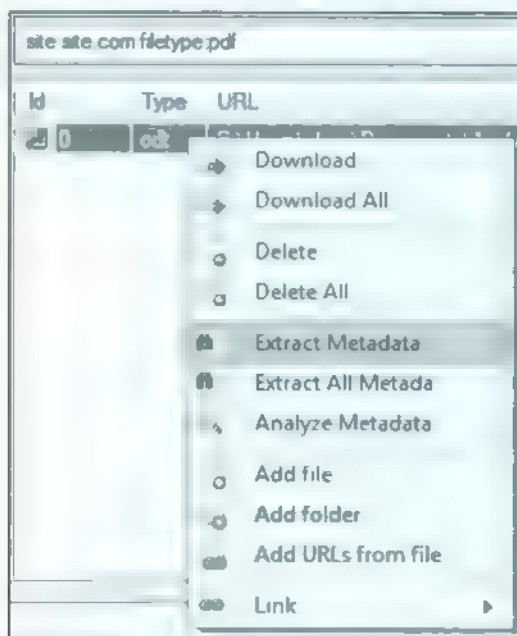 site site com filetype:pdf
Id Type URL
0 odt
Download
Download All
Delete
Delete All
Extract Metadata
Extract All Metada
Analyze Metadata
Add file
Add folder
Add URLs from file
Link